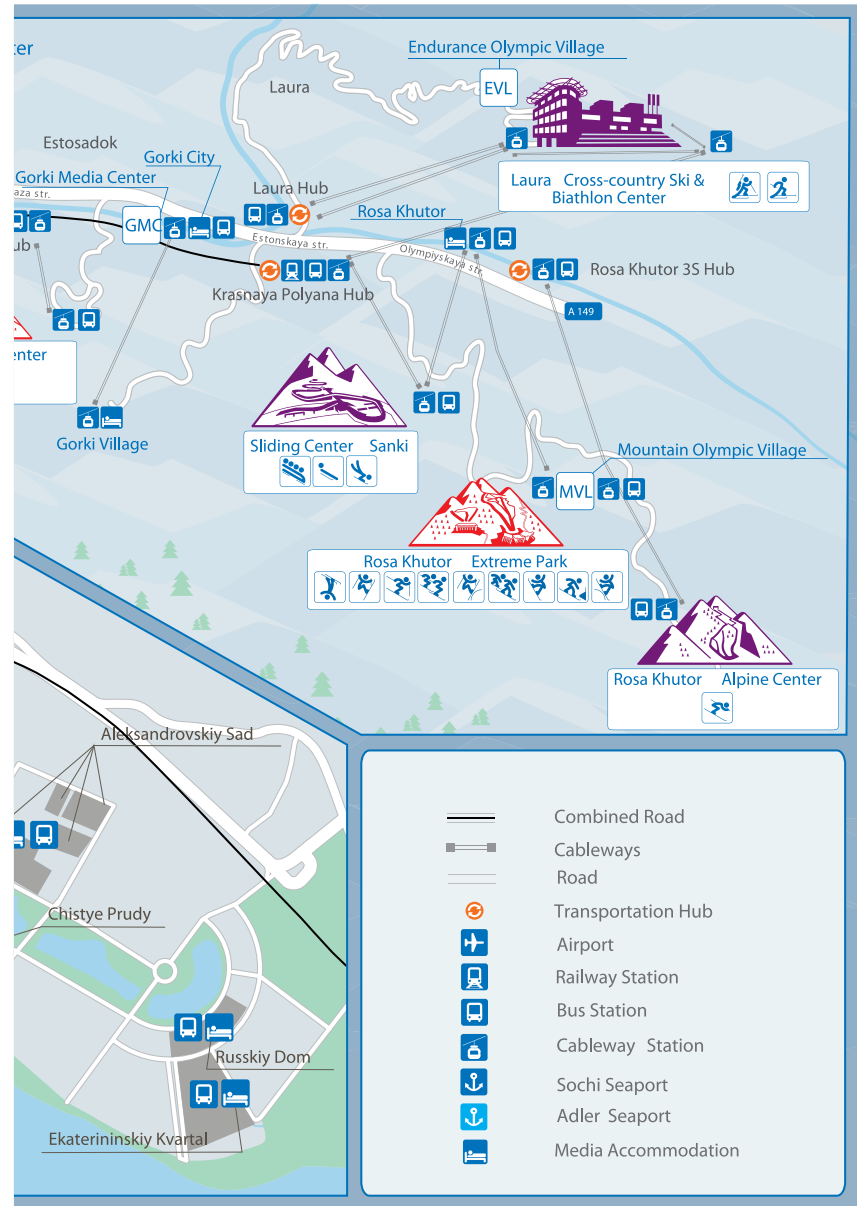 ter
Endurance Olympic Village
EVL
Laura
Estosadok
Gorki City
Gorki Media Center
Laura Hub
Laura Cross-country Ski &
Biathlon Center
aza str.
GMC
Rosa Khutor
Estonskaya str.
Olympiyskaya str.
ub
Rosa Khutor 3S Hub
Krasnaya Polyana Hub
A 149
enter
Gorki Village
Sliding Center Sanki
Mountain Olympic Village
MVL
Rosa Khutor Extreme Park
Rosa Khutor Alpine Center
Aleksandrovskiy Sad
Chistye Prudy
Russkiy Dom
Ekaterininskiy Kvartal
Combined Road
Cableways
Road
Transportation Hub
Airport
Railway Station
Bus Station
Cableway Station
Sochi Seaport
Adler Seaport
Media Accommodation